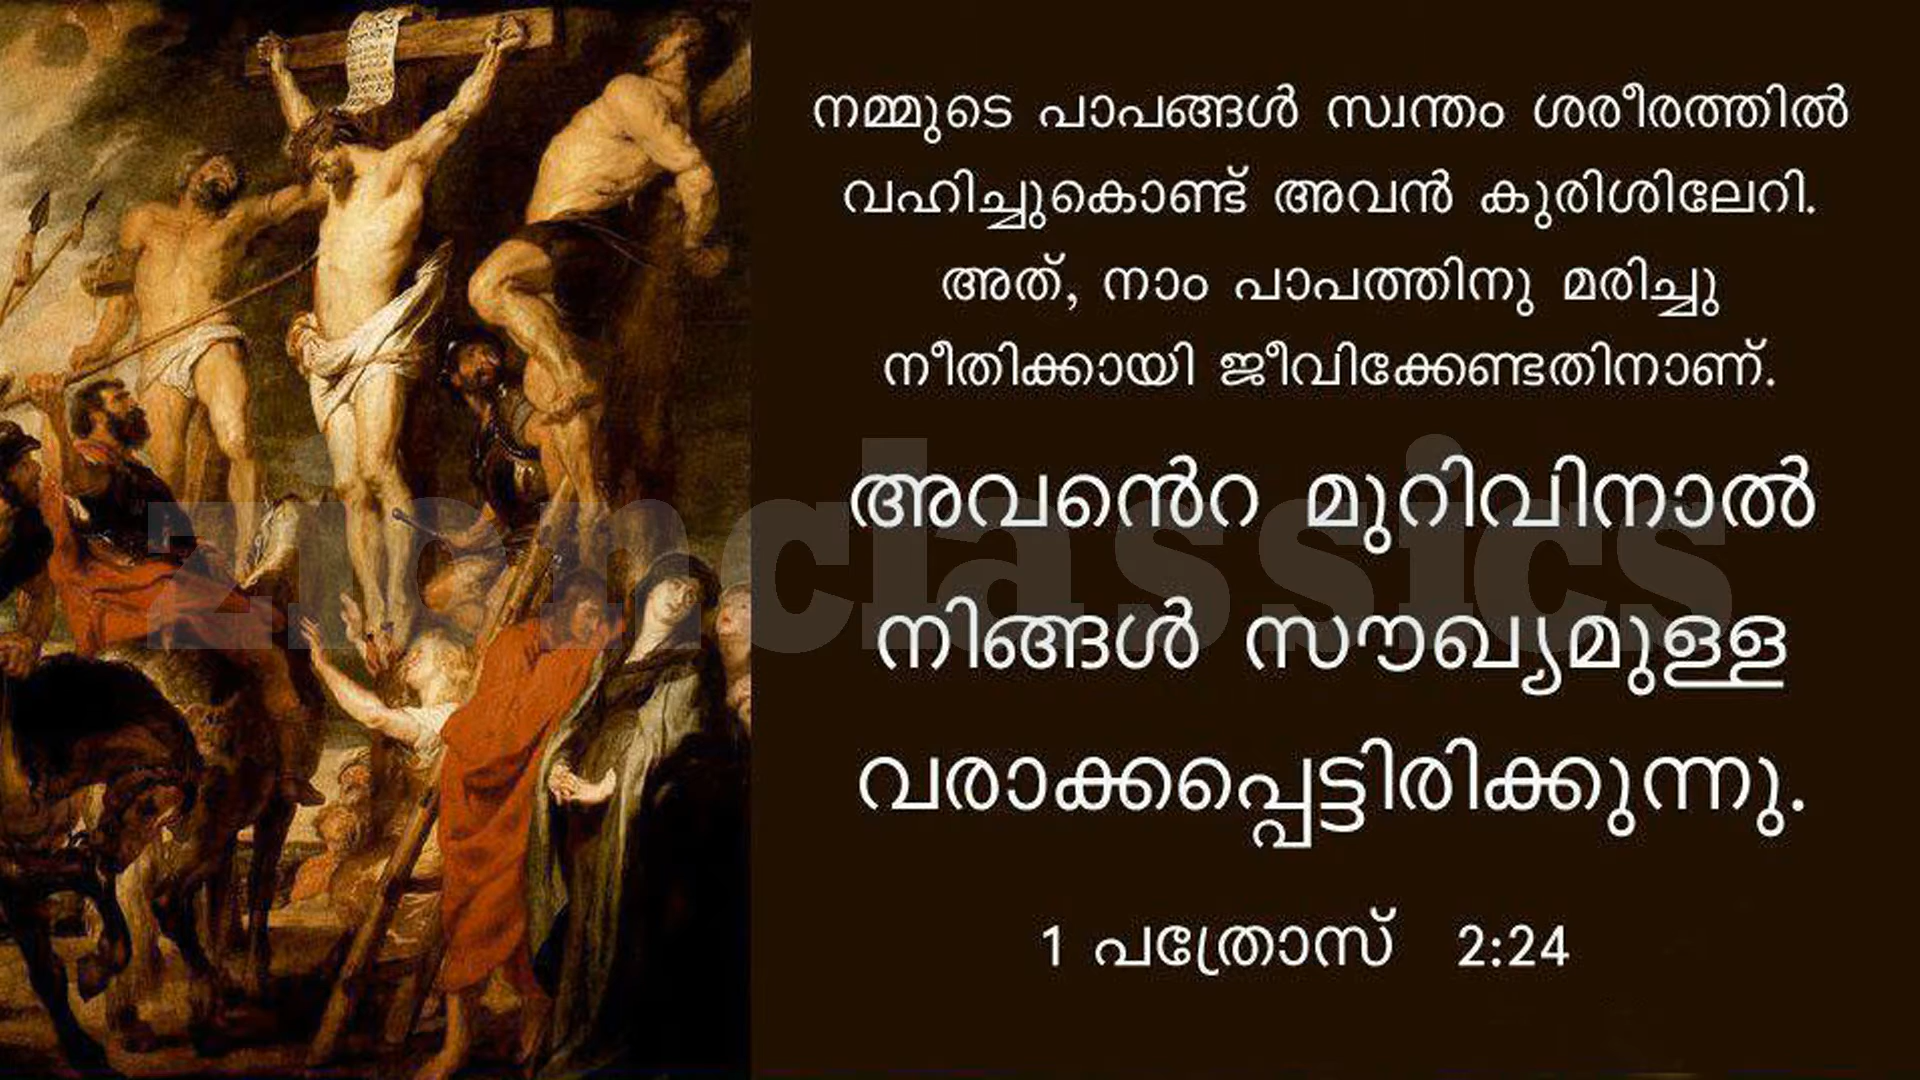 നമ്മുടെ പാപങ്ങൾ സ്വന്തം ശരീരത്തിൽ
വഹിച്ചുകൊണ്ട് അവൻ കുരിശിലേറി.
അത്, നാം പാപത്തിനു മരിച്ചു
നീതിക്കായി ജീവിക്കേണ്ടതിനാണ്.
അവൻെറ മുറിവിനാൽ
നിങ്ങൾ സൗഖ്യമുള്ള
വരാക്കപ്പെട്ടിരിക്കുന്നു.
1 പത്രോസ് 2:24
zionclassics